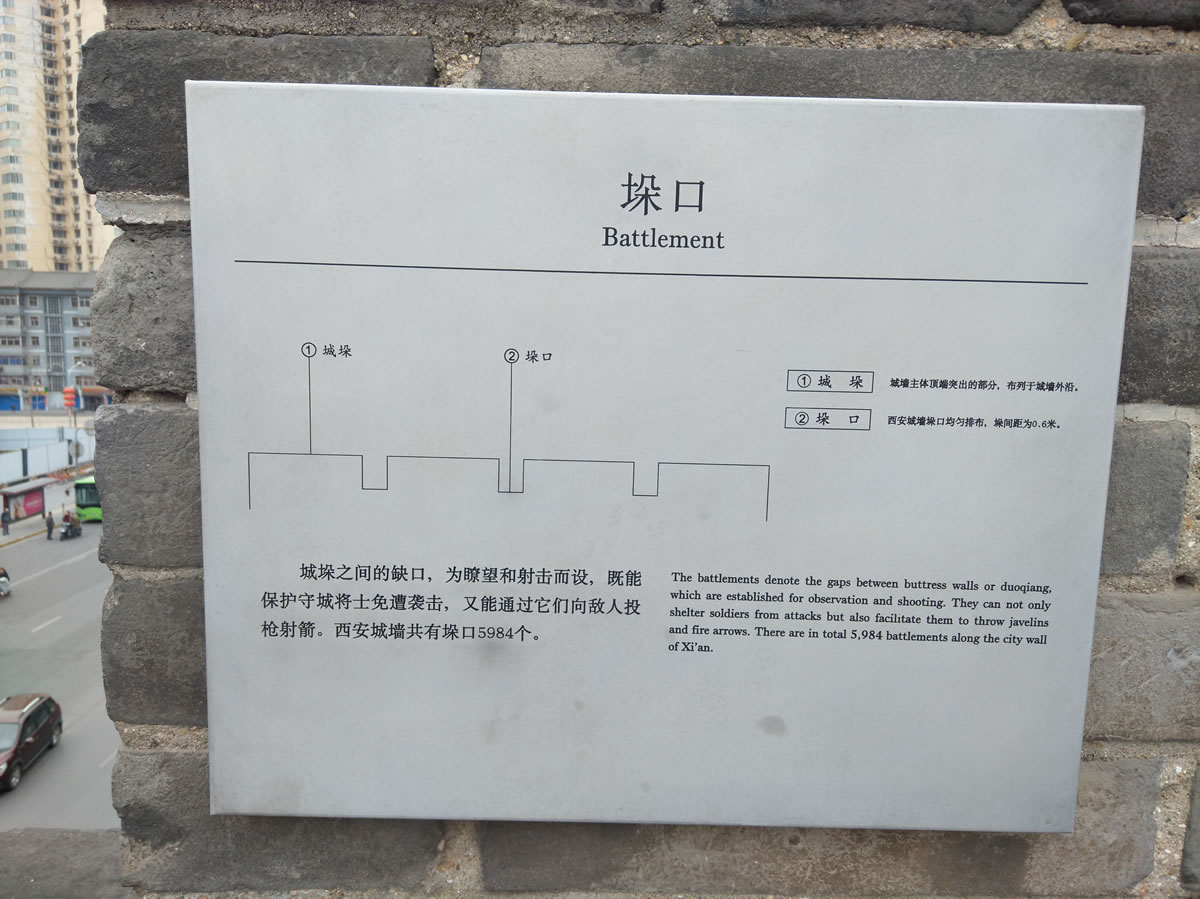 垛口
Battlement
① 城垛
② 垛口
① 城 垛 城墙主体顶端突出的部分，布列于城墙外沿。
② 垛 口 西安城墙垛口均匀排布，垛间距为0.6米。
城垛之间的缺口，为瞭望和射击而设，既能
保护守城将士免遭袭击，又能通过它们向敌人投
枪射箭。西安城墙共有垛口5984个。
The battlements denote the gaps between buttress walls or duoqiang,
which are established for observation and shooting. They can not only
shelter soldiers from attacks but also facilitate them to throw javelins
and fire arrows. There are in total 5,984 battlements along the city wall
of Xi'an.